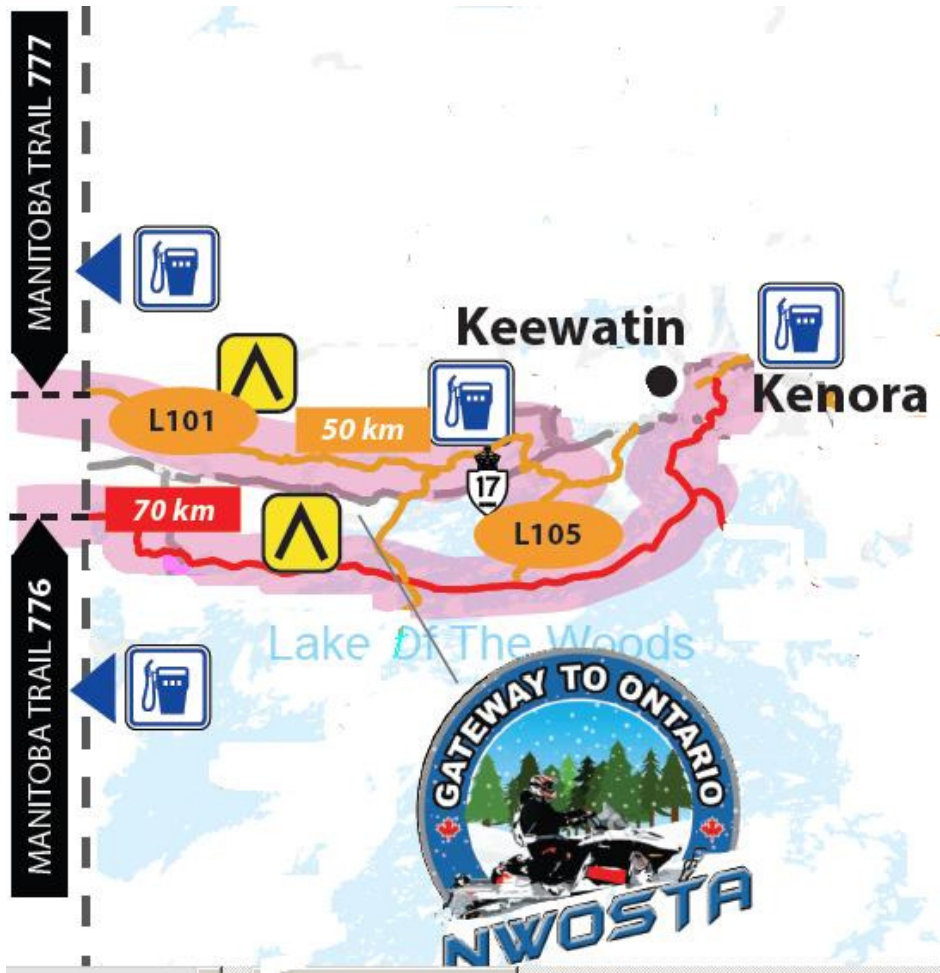 MANITOBA TRAIL 777
Keewatin
Kenora
L101
50 km
17
70 km
L105
MANITOBA TRAIL 776
Lake Of The Woods
GATEWAY TO ONTARIO
NWOSTA